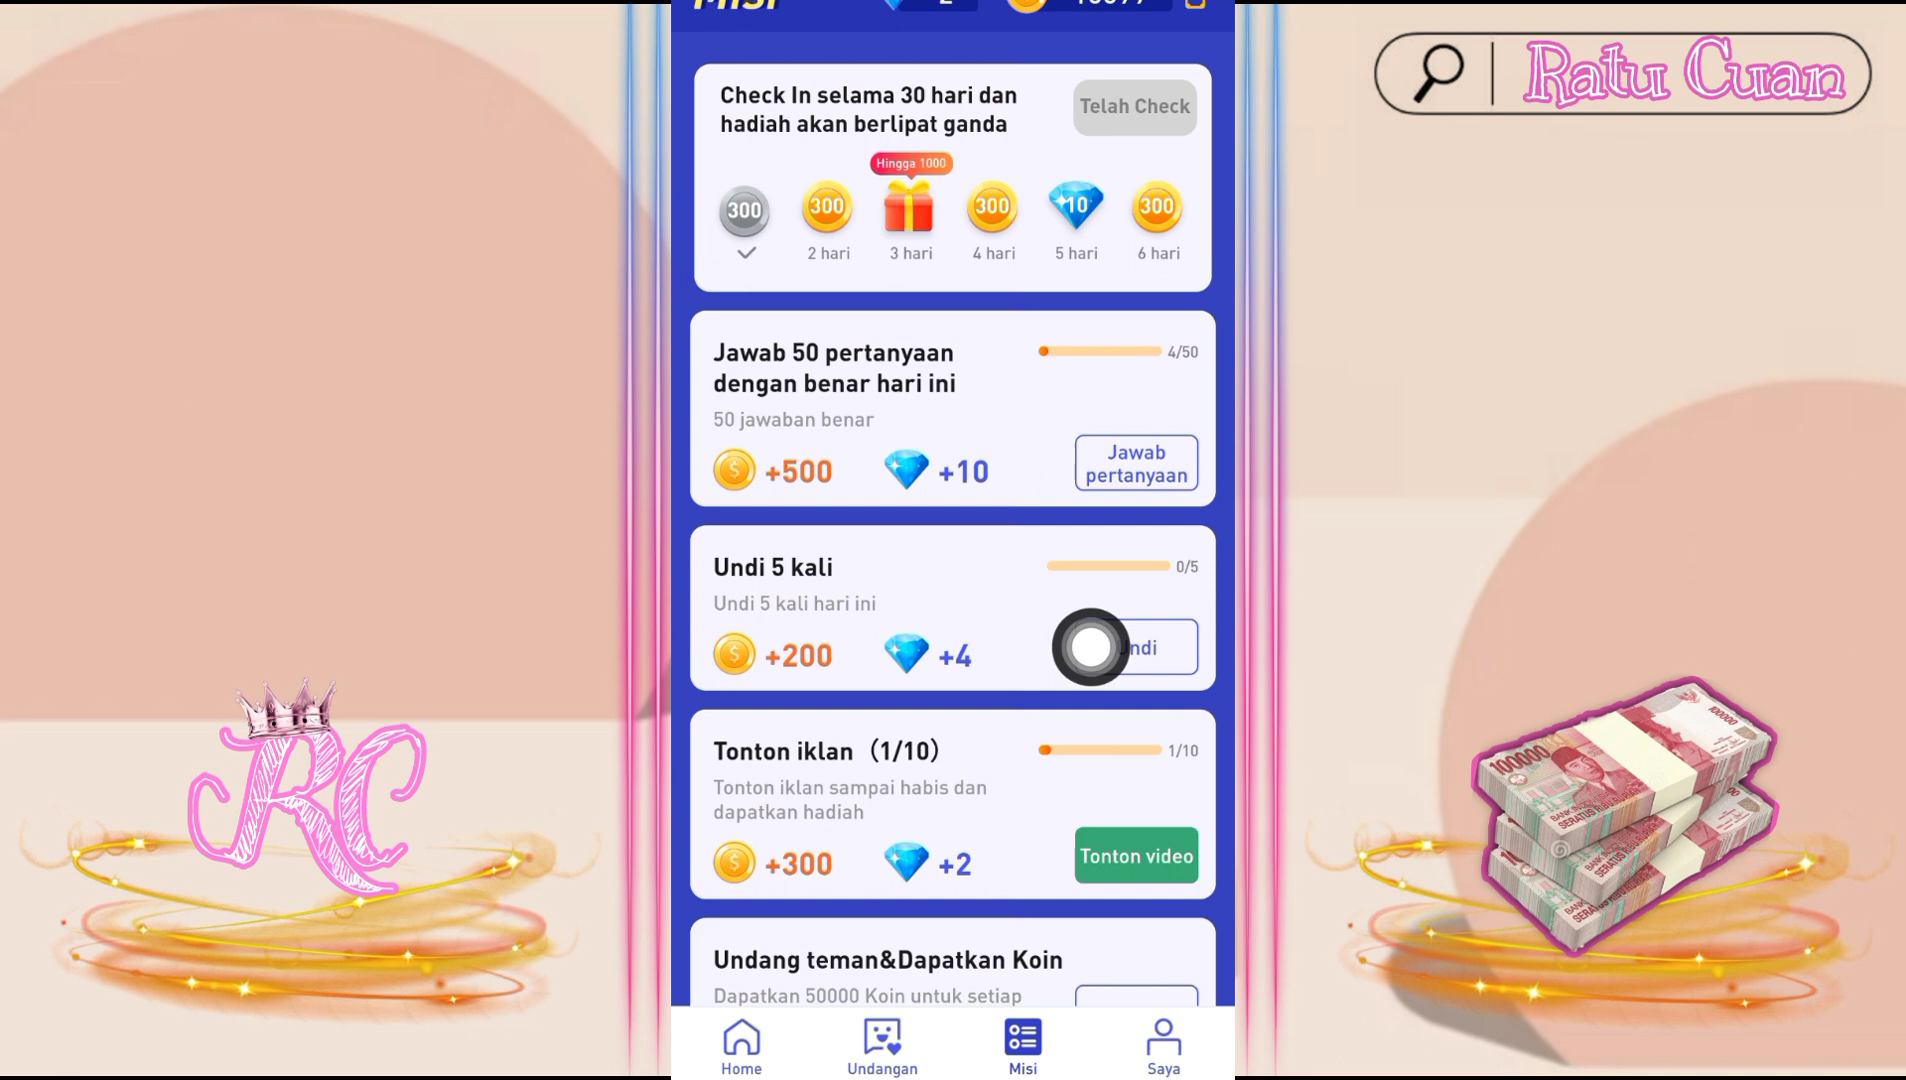 MISI
Ratu Cuan
Check In selama 30 hari dan
hadiah akan berlipat ganda
Telah Check
Hingga 1000
300
300
300
10
300
2 hari
3 hari
4 hari
5 hari
6 hari
Jawab 50 pertanyaan
dengan benar hari ini
4/50
50 jawaban benar
+500
+10
Jawab
pertanyaan
Undi 5 kali
0/5
Undi 5 kali hari ini
+200
+4
Tonton iklan（1/10）
1/10
Tonton iklan sampai habis dan
dapatkan hadiah
+300
+2
Tonton video
Undang teman&Dapatkan Koin
Dapatkan 50000 Koin untuk setiap
Home
Undangan
Misi
Saya
RC
100000
100000